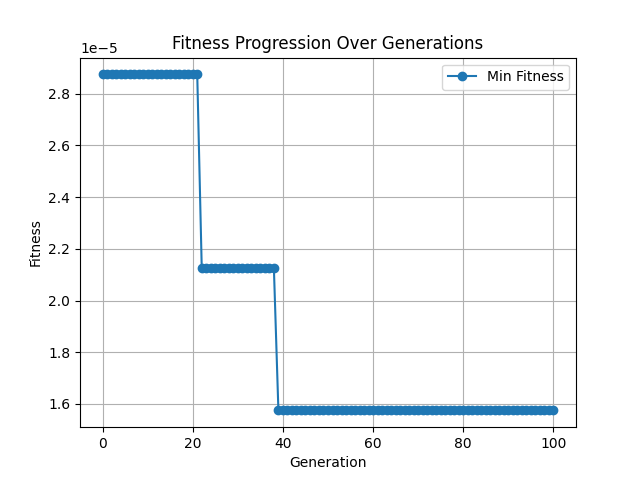 Fitness Progression Over Generations
1e−5
Min Fitness
2.8
2.6
2.4
2.2
2.0
1.8
1.6
Fitness
0 20 40 60 80 100
Generation